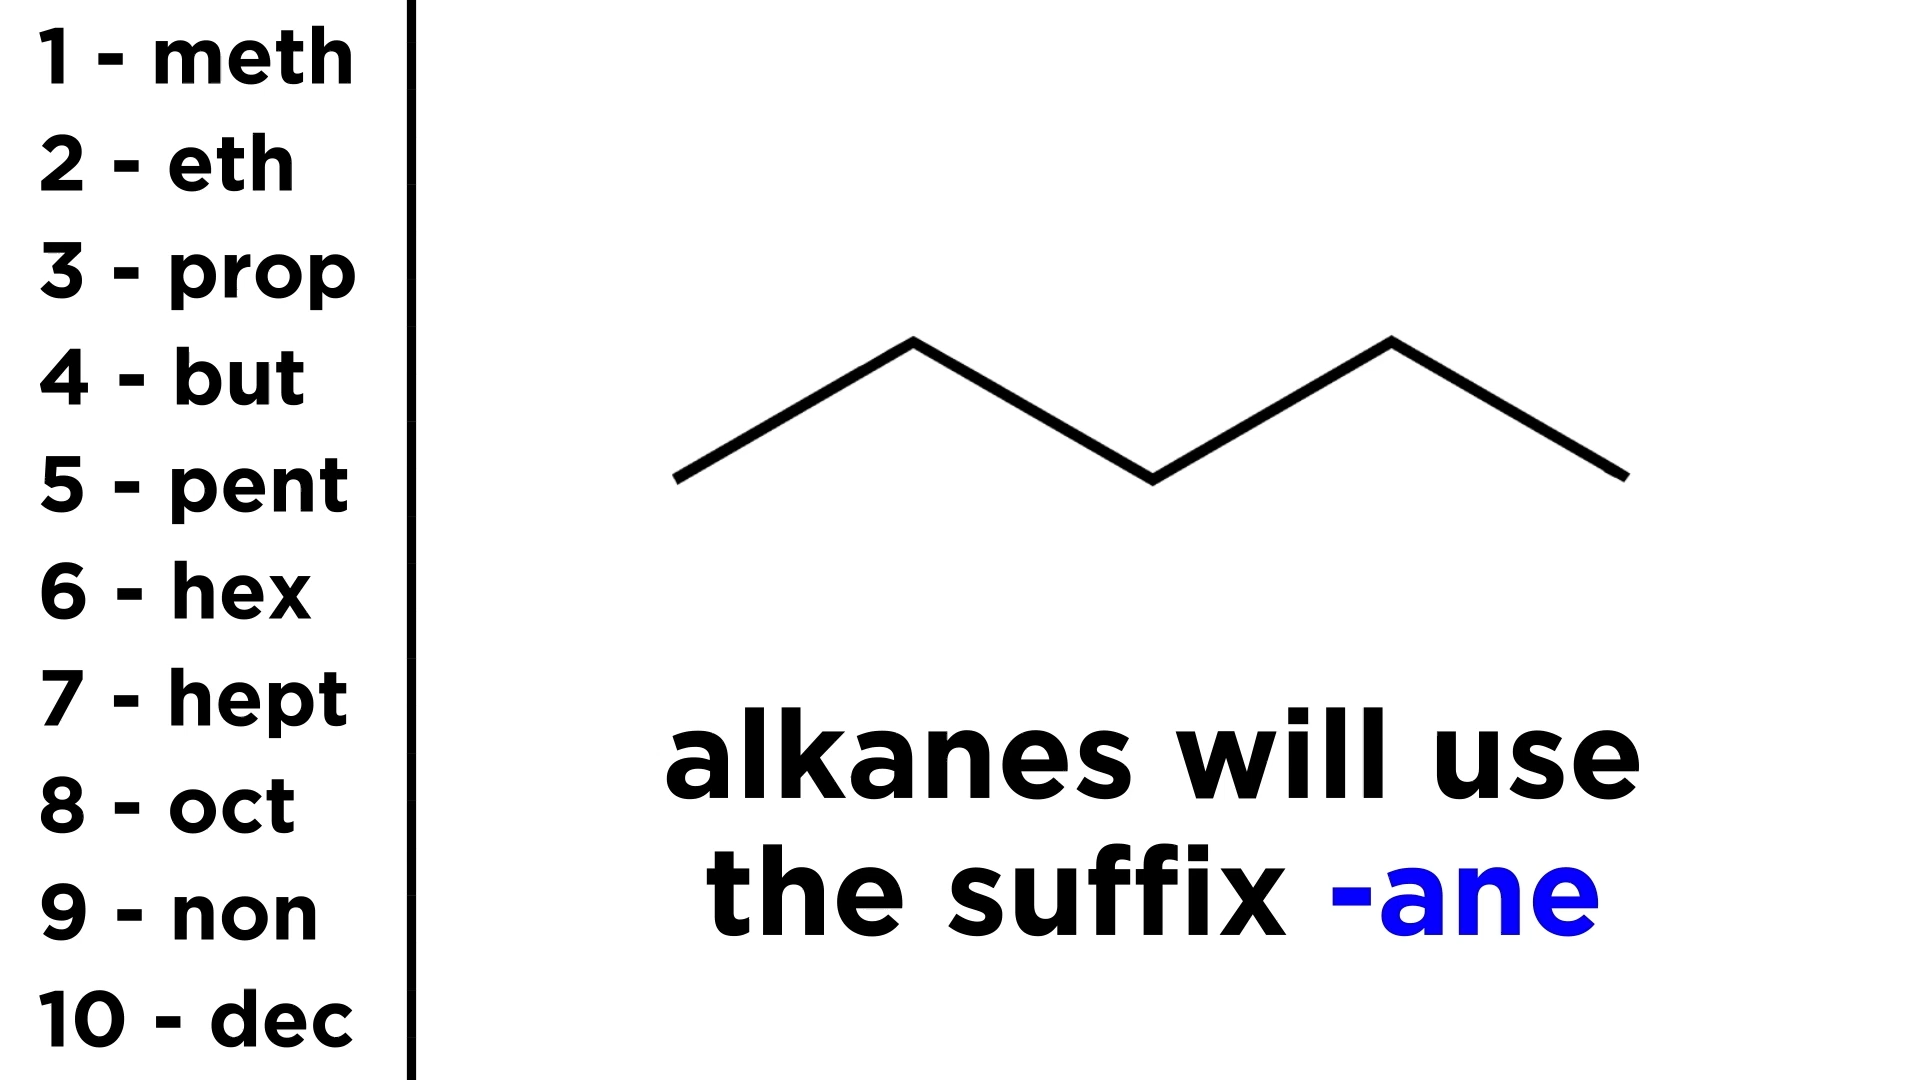 1 - meth
2 - eth
3 - prop
4 - but
5 - pent
6 - hex
7 - hept
8 - oct
9 - non
10 - dec
alkanes will use
the suffix -ane